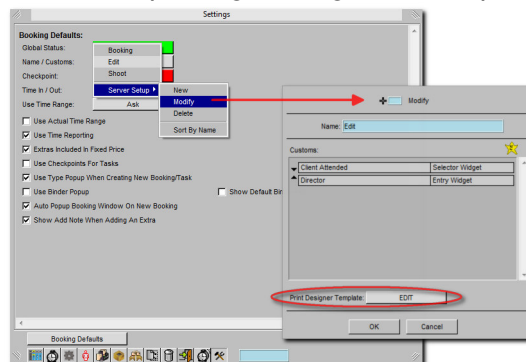 Settings
Booking Defaults:
Global Status:
Name / Customs:
Checkpoint:
Time In / Out:
Use Time Range:
Ask
Booking
Edit
Shoot
Server Setup
New
Modify
Delete
Sort By Name
Use Actual Time Range
Use Time Reporting
Extras Included In Fixed Price
Use Checkpoints For Tasks
Use Type Popup When Creating New Booking/Task
Use Binder Popup
Show Default Bin
Auto Popup Booking Window On New Booking
Show Add Note When Adding An Extra
Booking Defaults
Modify
Name: Edit
Customs:
Client Attended Selector Widget
Director Entry Widget
Print Designer Template: EDIT
OK Cancel